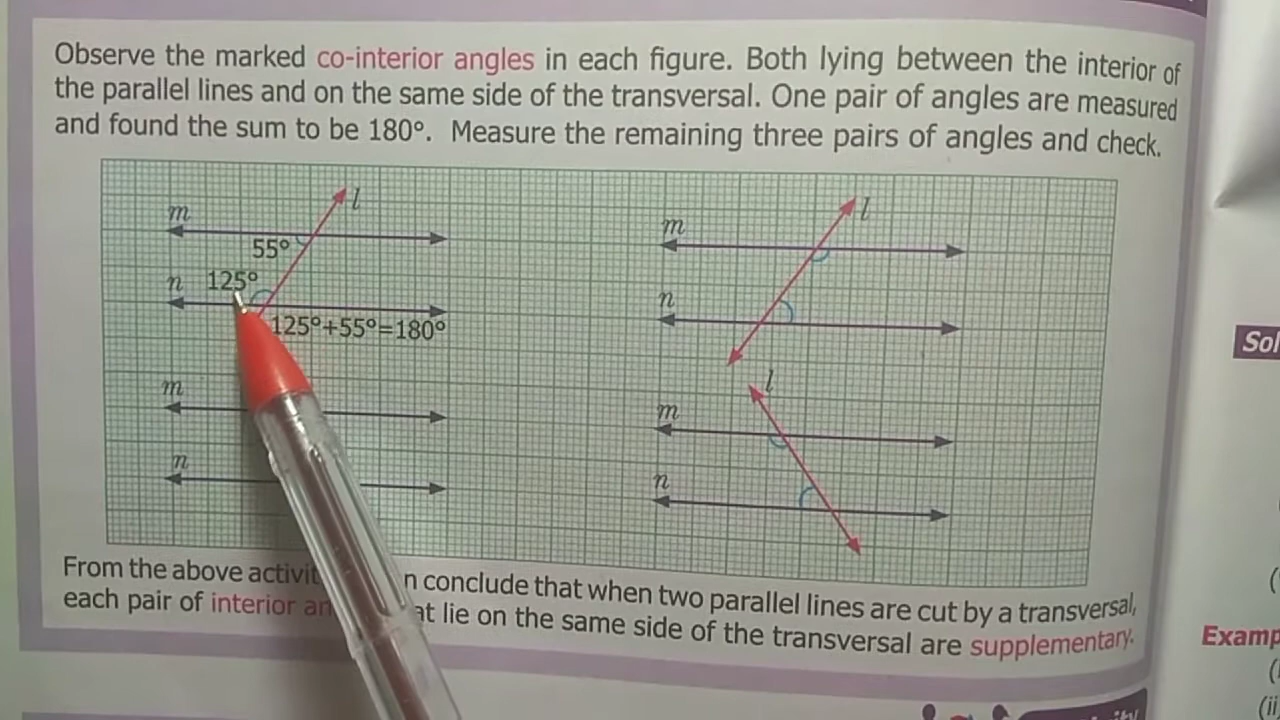 Observe the marked co-interior angles in each figure. Both lying between the interior of
the parallel lines and on the same side of the transversal. One pair of angles are measured
and found the sum to be 180°. Measure the remaining three pairs of angles and check.
m
l
55°
n
125°
125°+55°=180°
m
l
n
m
n
l
m
n
From the above n conclude that when two parallel lines are cut by a transversal,
each pair of interior at lie on the same side of the transversal are supplementary.
Sol
Examp
(
(ii